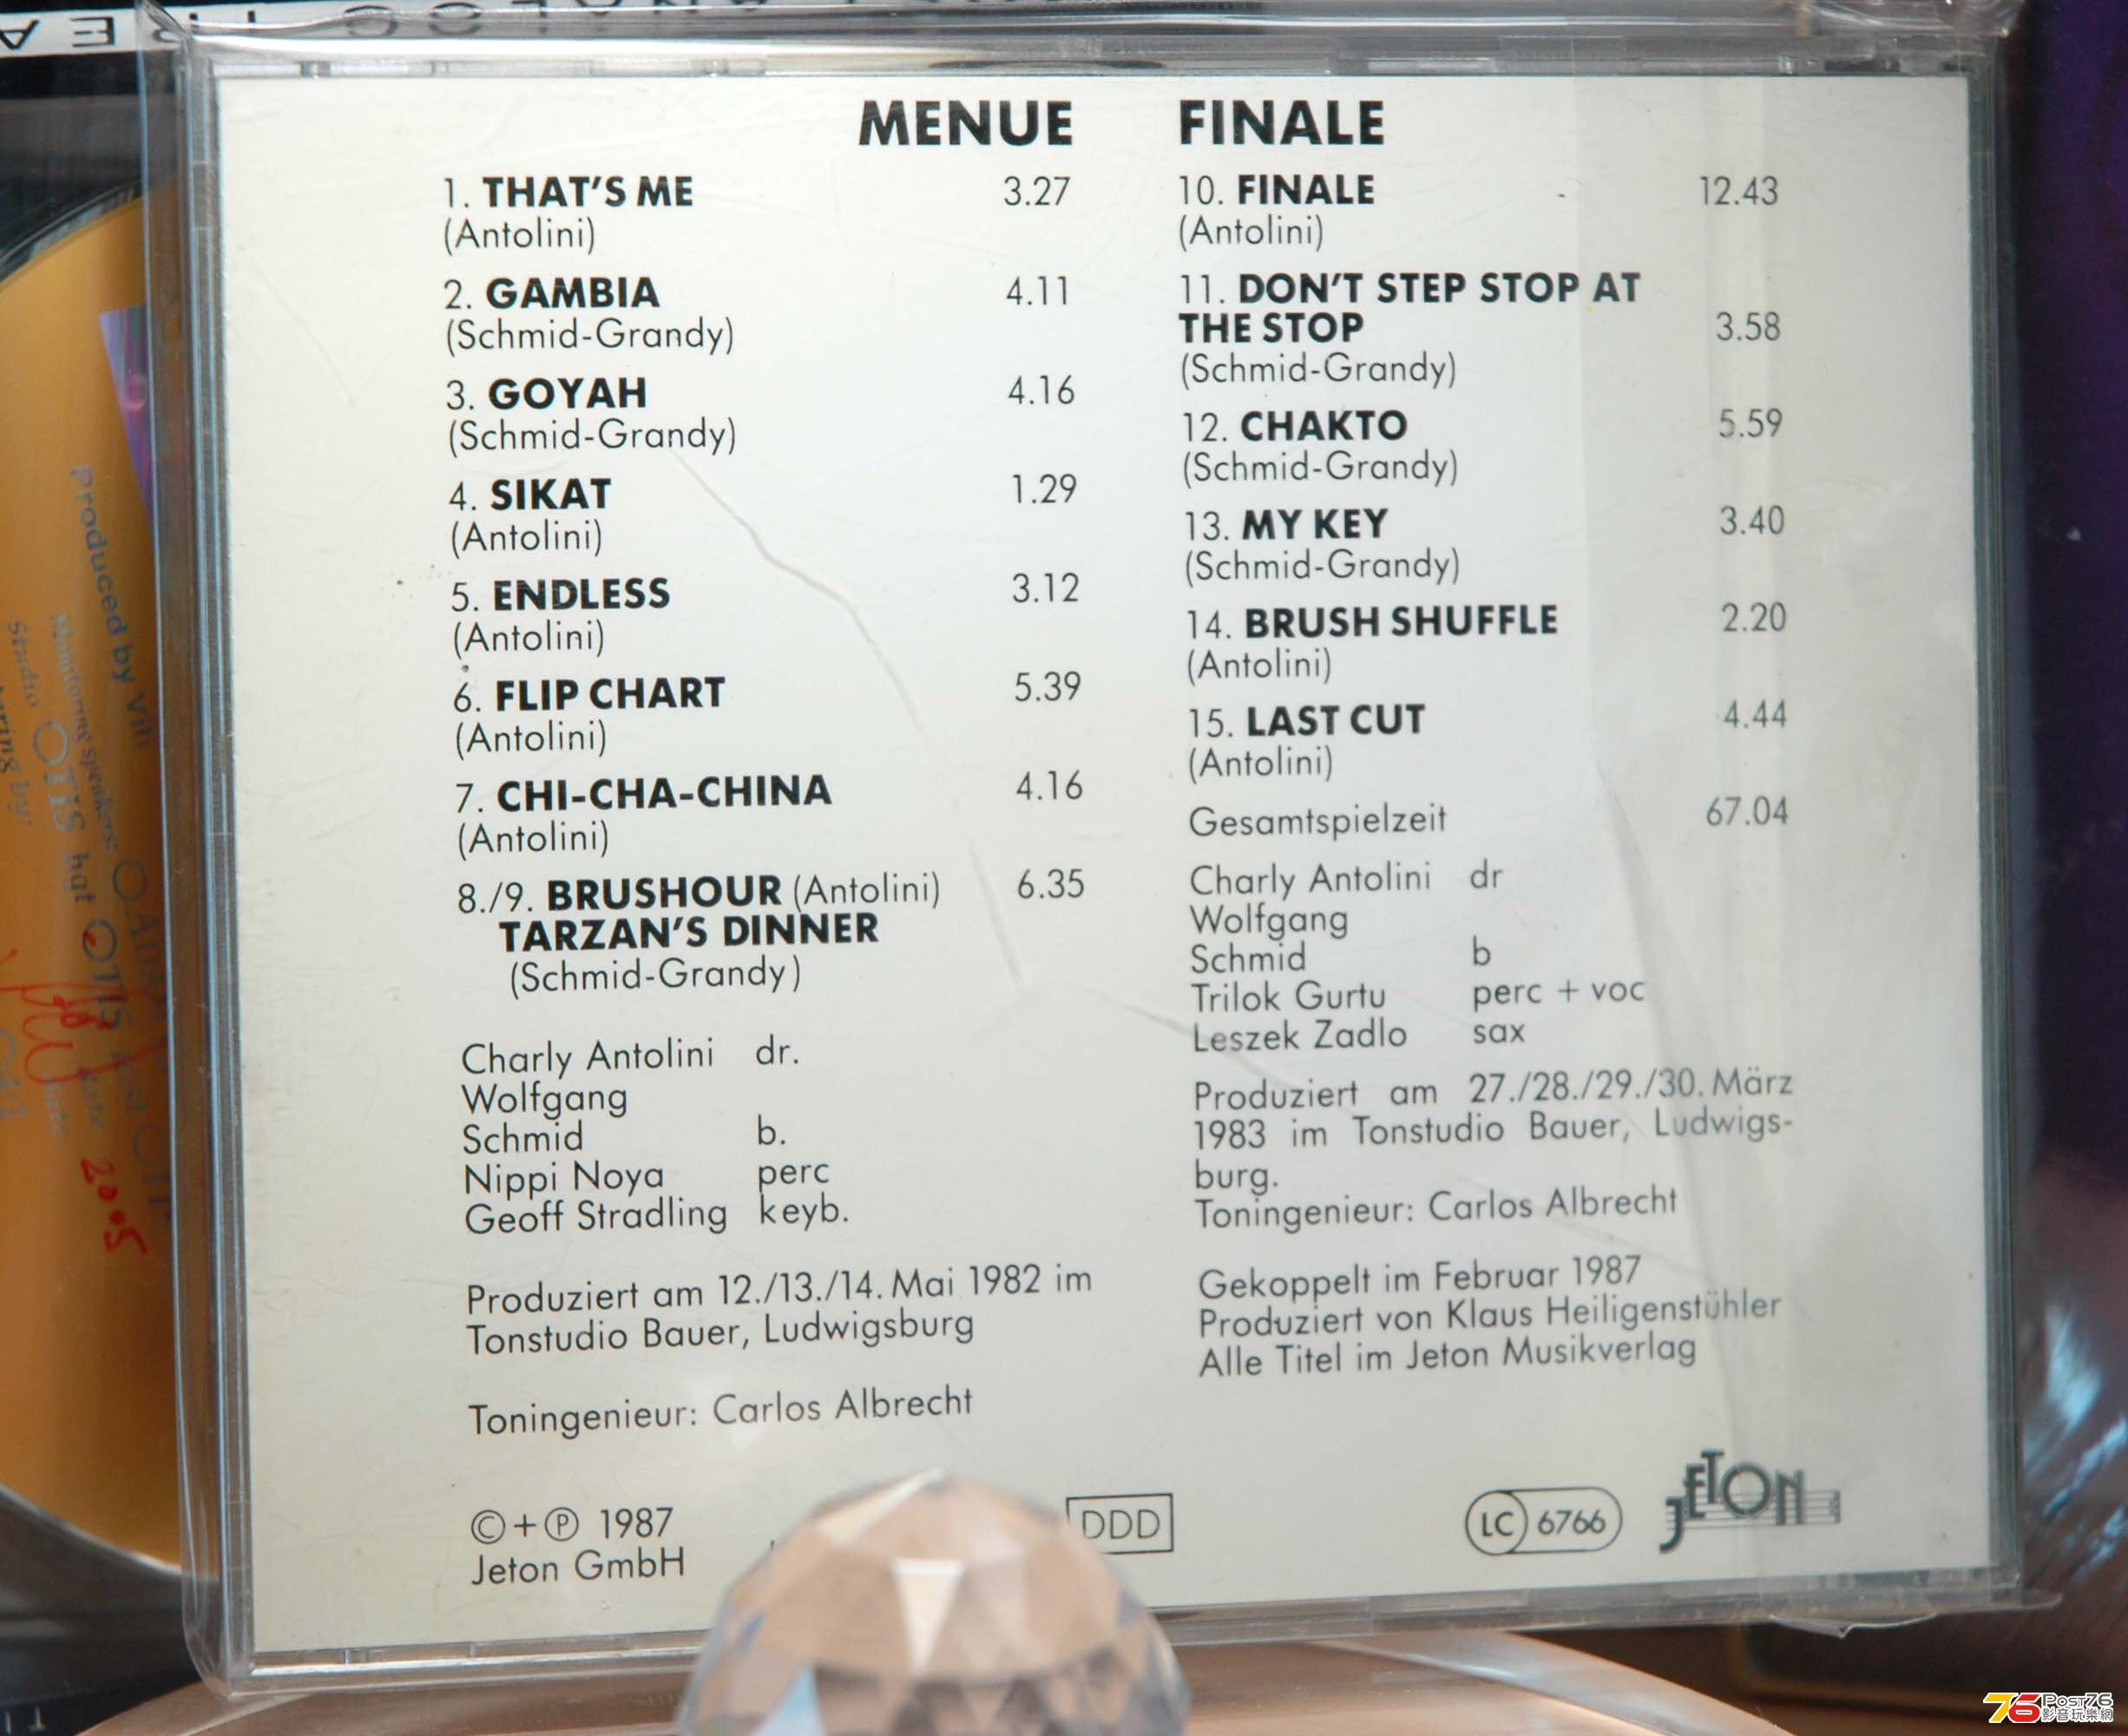 MENUE
1. THAT'S ME 3.27
(Antolini)
2. GAMBIA 4.11
(Schmid-Grandy)
3. GOYAH 4.16
(Schmid-Grandy)
4. SIKAT 1.29
(Antolini)
5. ENDLESS 3.12
(Antolini)
6. FLIP CHART 5.39
(Antolini)
7. CHI-CHA-CHINA 4.16
(Antolini)
8./9. BRUSHOUR (Antolini) 6.35
TARZAN'S DINNER
(Schmid-Grandy)
Charly Antolini dr.
Wolfgang
Schmid b.
Nippi Noya perc
Geoff Stradling keyb.
Produziert am 12./13./14. Mai 1982 im
Tonstudio Bauer, Ludwigsburg
Toningenieur: Carlos Albrecht
©+℗ 1987
Jeton GmbH
DDD
FINALE
10. FINALE 12.43
(Antolini)
11. DON'T STEP STOP AT
THE STOP 3.58
(Schmid-Grandy)
12. CHAKTO 5.59
(Schmid-Grandy)
13. MY KEY 3.40
(Schmid-Grandy)
14. BRUSH SHUFFLE 2.20
(Antolini)
15. LAST CUT 4.44
(Antolini)
Gesamtspielzeit 67.04
Charly Antolini dr
Wolfgang
Schmid b
Trilok Gurtu perc + voc
Leszek Zadlo sax
Produziert am 27./28./29./30. März
1983 im Tonstudio Bauer, Ludwigs-
burg.
Toningenieur: Carlos Albrecht
Gekoppelt im Februar 1987
Produziert von Klaus Heiligenstühler
Alle Titel im Jeton Musikverlag
LC 6766
JETON
Produced by
Studio
2005
76 Post76
影音玩樂網